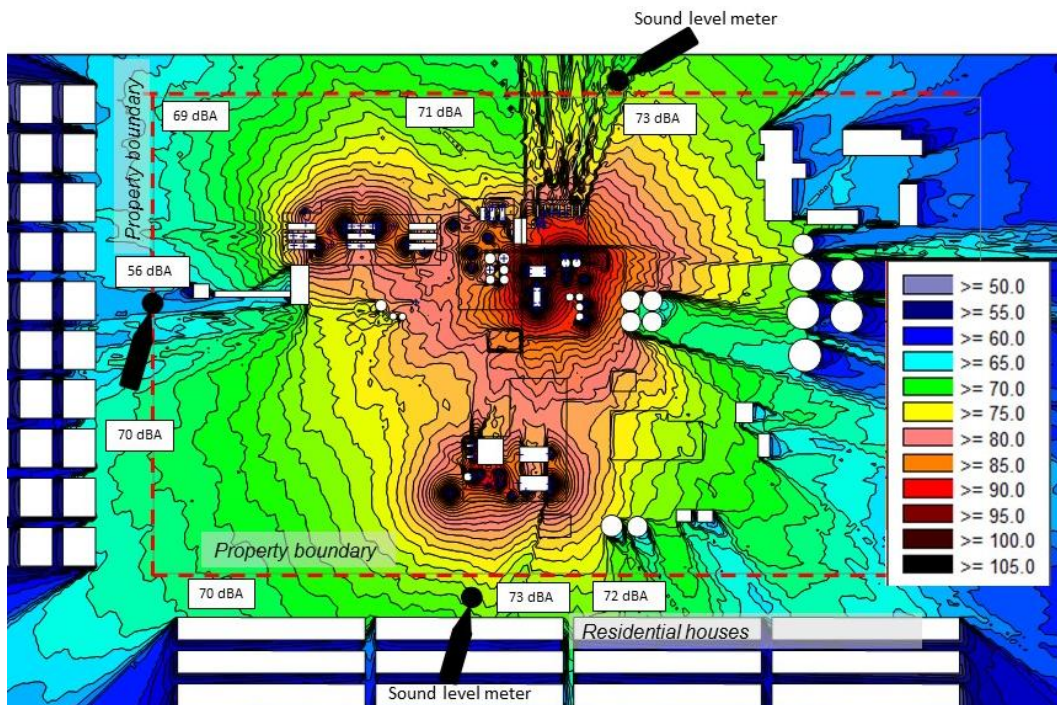 Sound level meter
Property boundary
69 dBA
71 dBA
73 dBA
56 dBA
70 dBA
>= 50.0
>= 55.0
>= 60.0
>= 65.0
>= 70.0
>= 75.0
>= 80.0
>= 85.0
>= 90.0
>= 95.0
>= 100.0
>= 105.0
Property boundary
70 dBA
73 dBA
72 dBA
Residential houses
Sound level meter